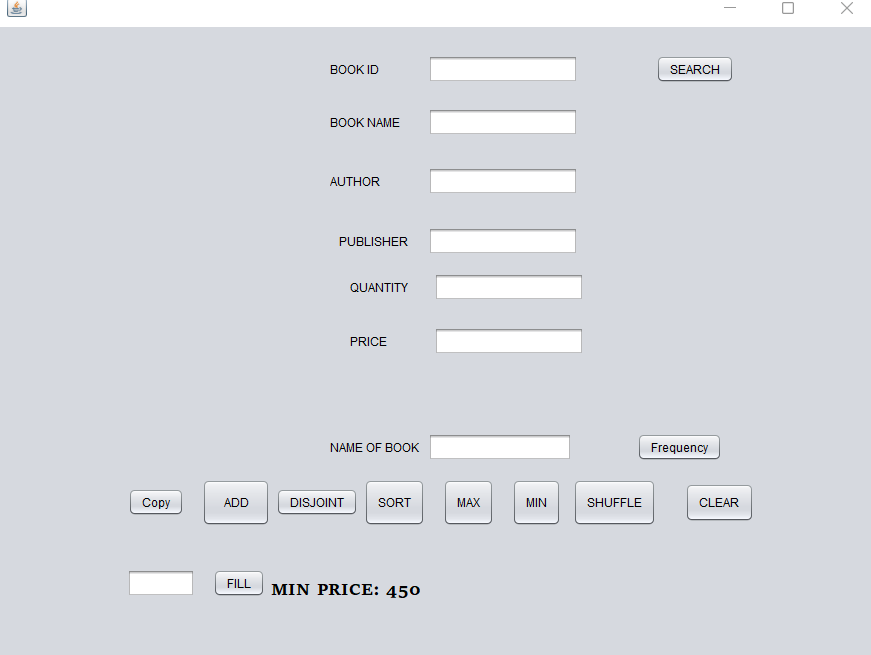 BOOK ID SEARCH
BOOK NAME
AUTHOR
PUBLISHER
QUANTITY
PRICE
NAME OF BOOK Frequency
Copy ADD DISJOINT SORT MAX MIN SHUFFLE CLEAR
FILL MIN PRICE: 450